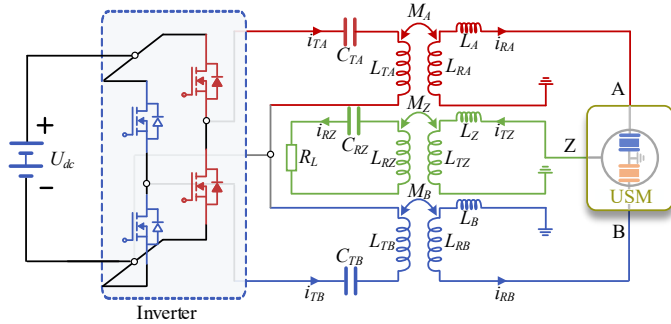 M_A
i_TA
C_TA
L_A
i_RA
L_TA
L_RA
A
+
U_dc
−
M_Z
i_RZ
C_RZ
L_Z
i_TZ
Z
R_L
L_RZ
L_TZ
USM
M_B
L_B
B
L_TB
L_RB
C_TB
i_TB
i_RB
Inverter